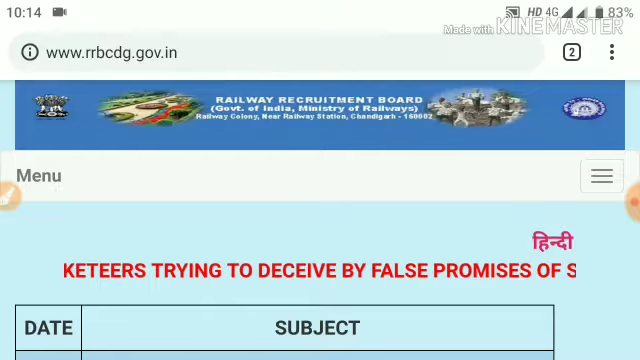 10:14
HD 4G
83%
Made with KINEMASTER
www.rrbcdg.gov.in
2
RAILWAY RECRUITMENT BOARD
(Govt. of India, Ministry of Railways)
Railway Colony, Near Railway Station, Chandigarh - 160002
Menu
हिन्दी
KETEERS TRYING TO DECEIVE BY FALSE PROMISES OF S
DATE SUBJECT